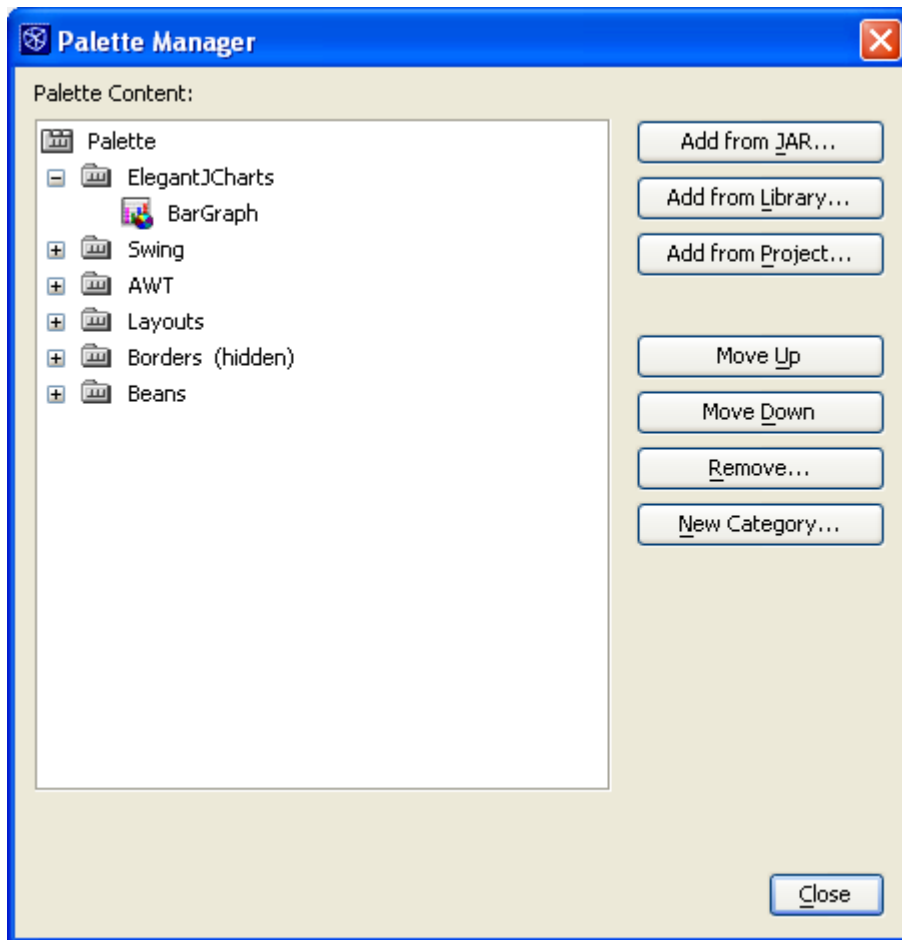 Palette Manager
Palette Content:
Palette
ElegantJCharts
BarGraph
Swing
AWT
Layouts
Borders (hidden)
Beans
Add from JAR...
Add from Library...
Add from Project...
Move Up
Move Down
Remove...
New Category...
Close